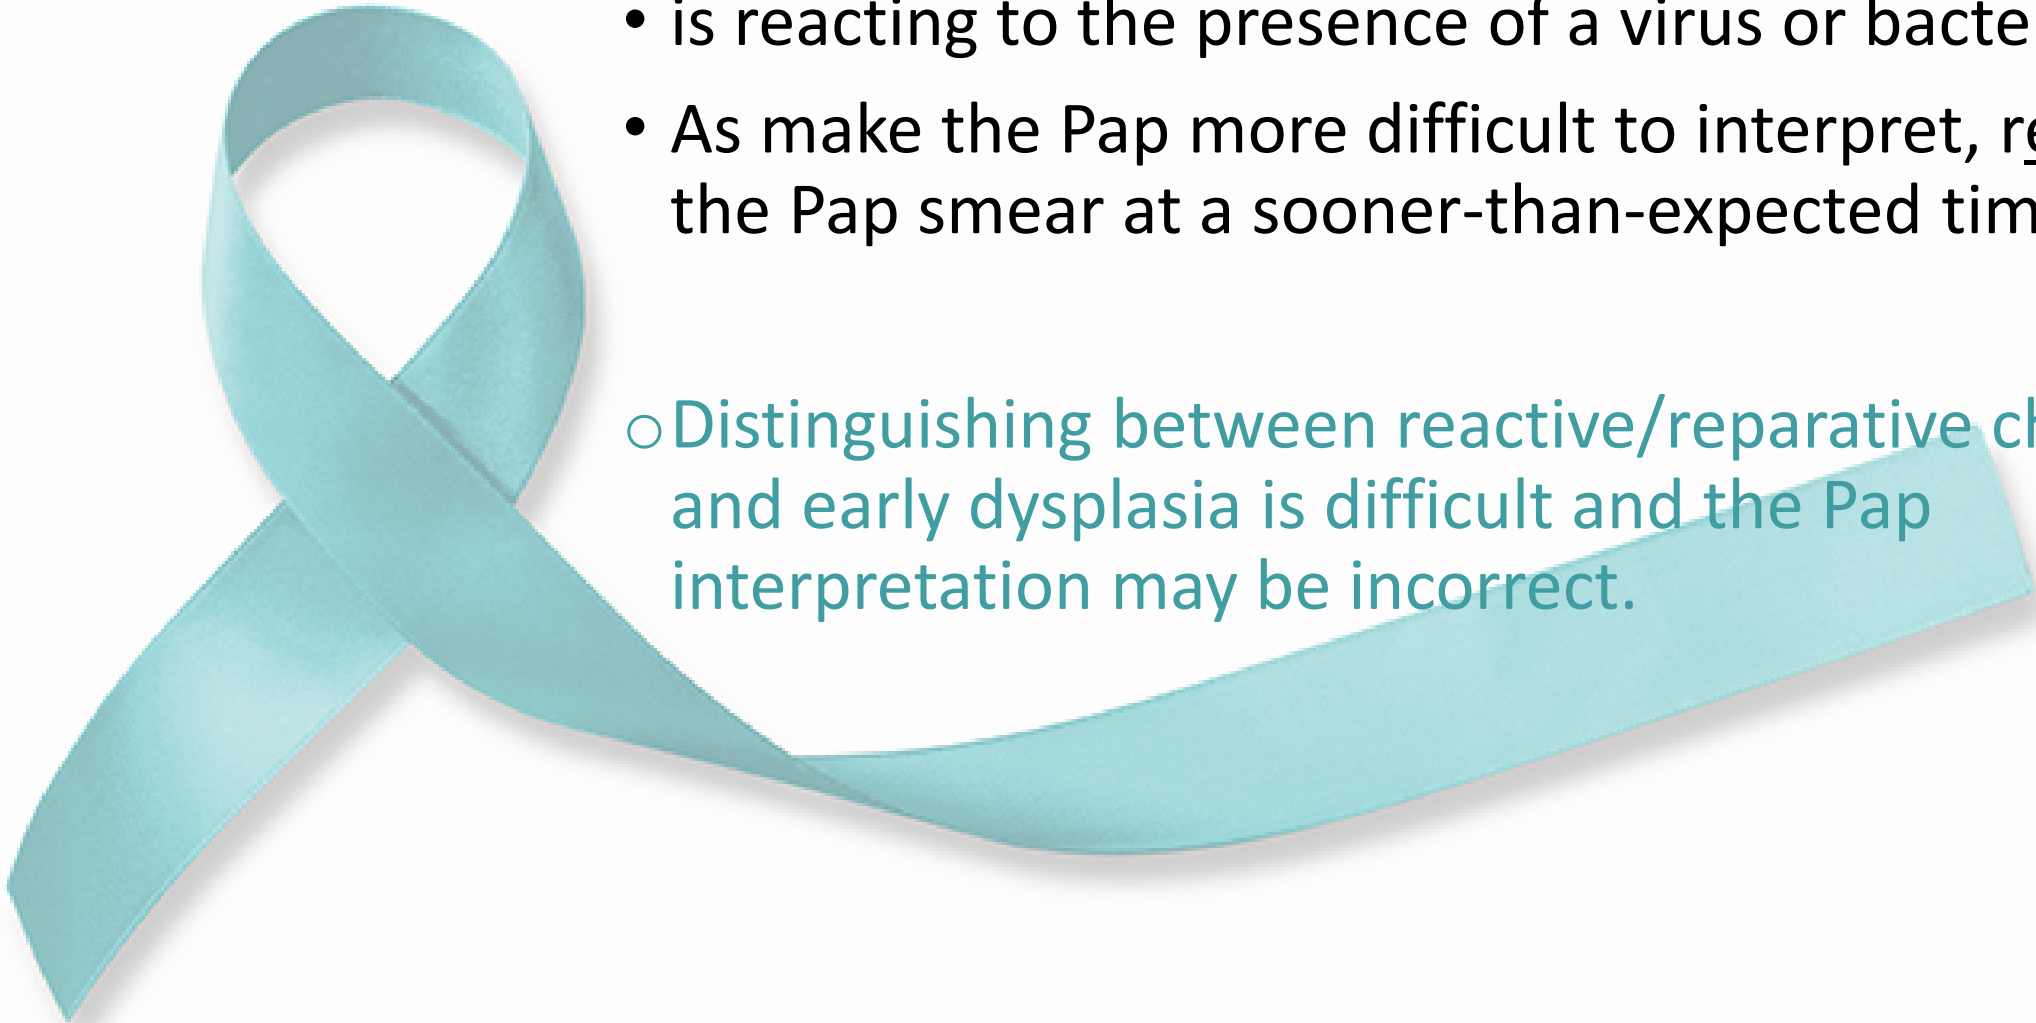 • is reacting to the presence of a virus or bacte
• As make the Pap more difficult to interpret, re
the Pap smear at a sooner-than-expected tim
○ Distinguishing between reactive/reparative ch
and early dysplasia is difficult and the Pap
interpretation may be incorrect.